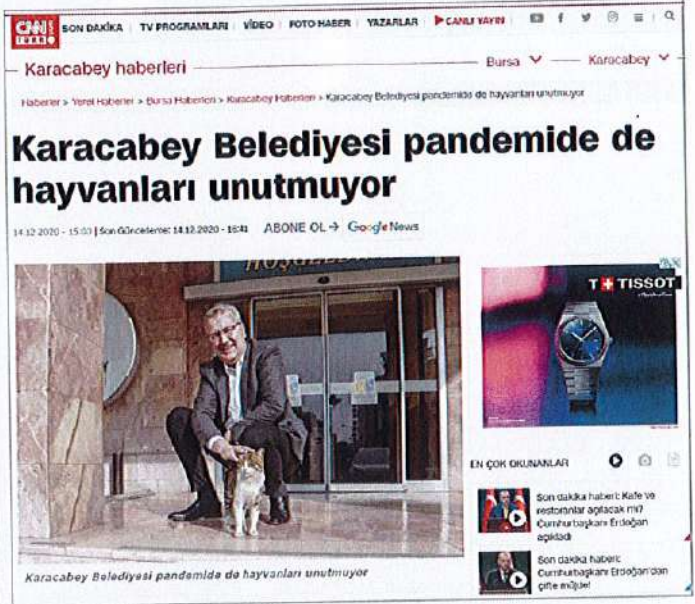 CNN TÜRK SON DAKİKA TV PROGRAMLARI VİDEO FOTO HABER YAZARLAR CANLI YAYIN
Karacabey haberleri Bursa Karacabey
Haberler > Yerel Haberler > Bursa Haberleri > Karacabey Haberleri > Karacabey Belediyesi pandemide de hayvanları unutmuyor
Karacabey Belediyesi pandemide de
hayvanları unutmuyor
14.12.2020 - 15:03 | Son Güncelleme: 14.12.2020 - 16:41 ABONE OL → Google News
HOŞGELDİ
TISSOT
Karacabey Belediyesi pandemide de hayvanları unutmuyor
EN ÇOK OKUNANLAR
Son dakika haberi: Kafe ve
restoranlar açılacak mı?
Cumhurbaşkanı Erdoğan
açıkladı
Son dakika haberi:
Cumhurbaşkanı Erdoğan'dan
çifte müjde!